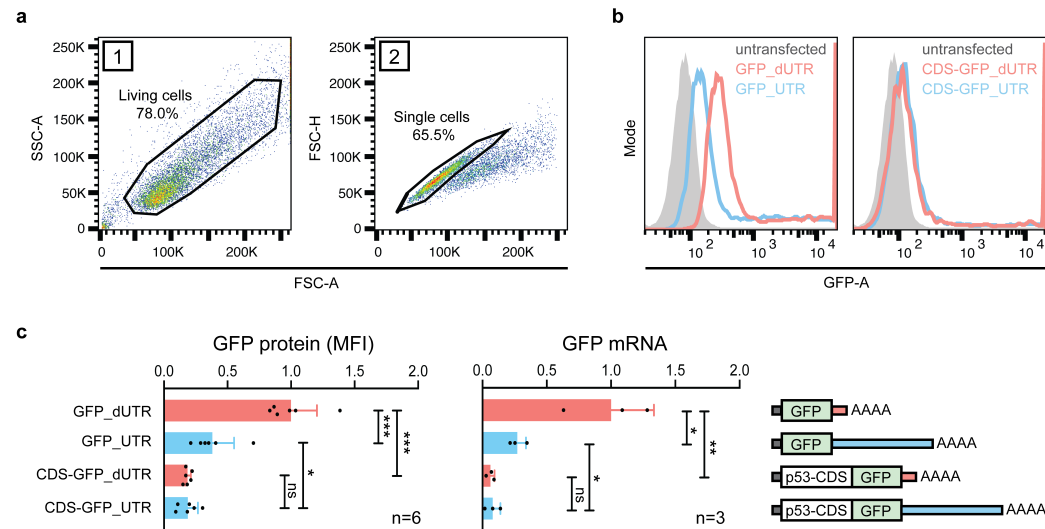 a
1
SSC-A
250K
200K
150K
100K
50K
0
Living cells
78.0%
0
100K
200K
2
FSC-H
250K
200K
150K
100K
50K
0
Single cells
65.5%
0
100K
200K
FSC-A
b
Mode
untransfected
GFP_dUTR
GFP_UTR
10 2
10 3
10 4
untransfected
CDS-GFP_dUTR
CDS-GFP_UTR
10 2
10 3
10 4
GFP-A
c
GFP protein (MFI)
0.0 0.5 1.0 1.5 2.0
GFP_dUTR
GFP_UTR
CDS-GFP_dUTR
CDS-GFP_UTR
***
***
*
ns
n=6
GFP mRNA
0.0 0.5 1.0 1.5 2.0
*
**
*
ns
n=3
GFP AAAA
GFP AAAA
p53-CDS GFP AAAA
p53-CDS GFP AAAA